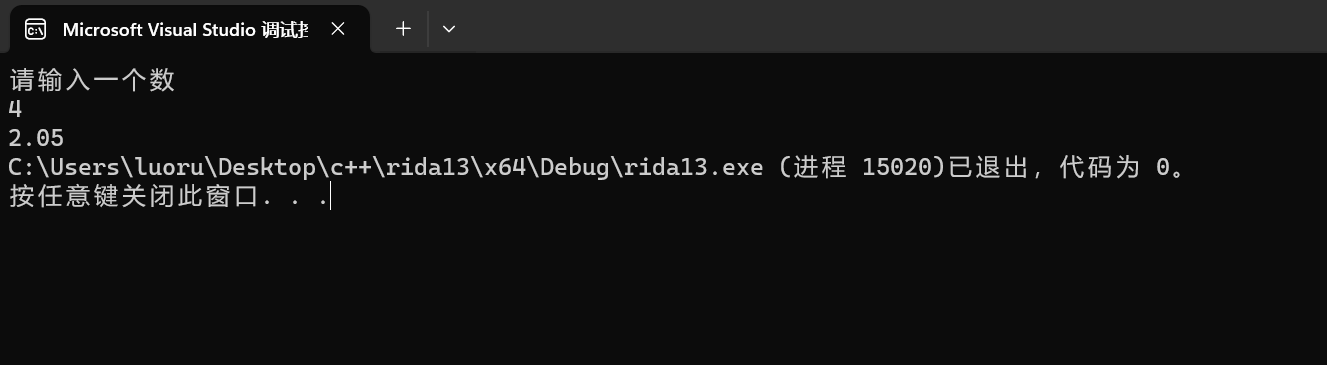 Microsoft Visual Studio 调试
请输入一个数
4
2.05
C:\Users\luoru\Desktop\c++\rida13\x64\Debug\rida13.exe (进程 15020)已退出，代码为 0。
按任意键关闭此窗口. . .